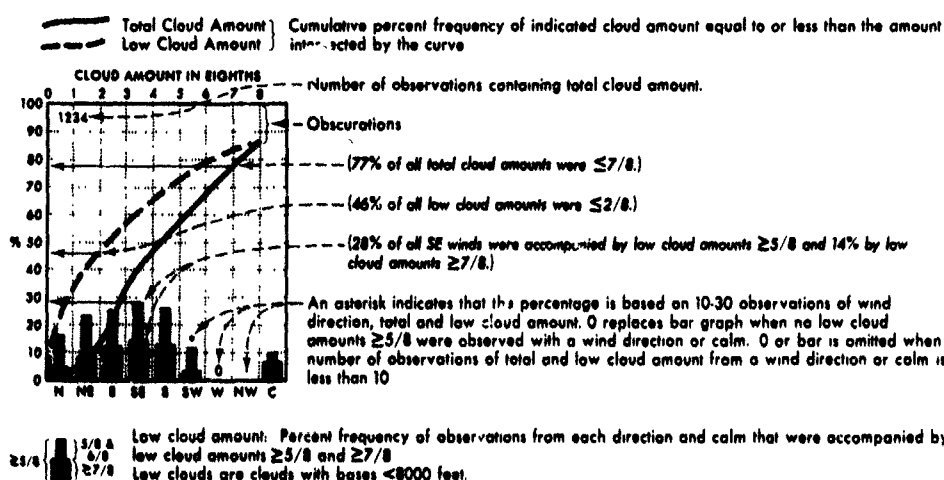 Total Cloud Amount
Low Cloud Amount
Cumulative percent frequency of indicated cloud amount equal to or less than the amount
by the curve
CLOUD AMOUNT IN EIGHTHS
0 1 2 3 4 5 6 7 8
Number of observations containing total cloud amount.
100
1234
90
Obscurations
80
(77% of all total cloud amounts were ≤7/8.)
70
60
(46% of all low cloud amounts were ≤2/8.)
50
%
40
(28% of all SE winds were accompanied by low cloud amounts ≥5/8 and 14% by low
cloud amounts ≥7/8.)
30
20
10
0
An asterisk indicates that the percentage is based on 10-30 observations of wind
direction, total and low cloud amount. 0 replaces bar graph when no low cloud
amounts ≥5/8 were observed with a wind direction or calm. 0 or bar is omitted when
number of observations of total and low cloud amount from a wind direction or calm is
less than 10
*
0
N NE E SE S SW W NW C
≥5/8
5/8 &
6/8
≥7/8
Low cloud amount: Percent frequency of observations from each direction and calm that were accompanied by
low cloud amounts ≥5/8 and ≥7/8
Low clouds are clouds with bases <8000 feet.